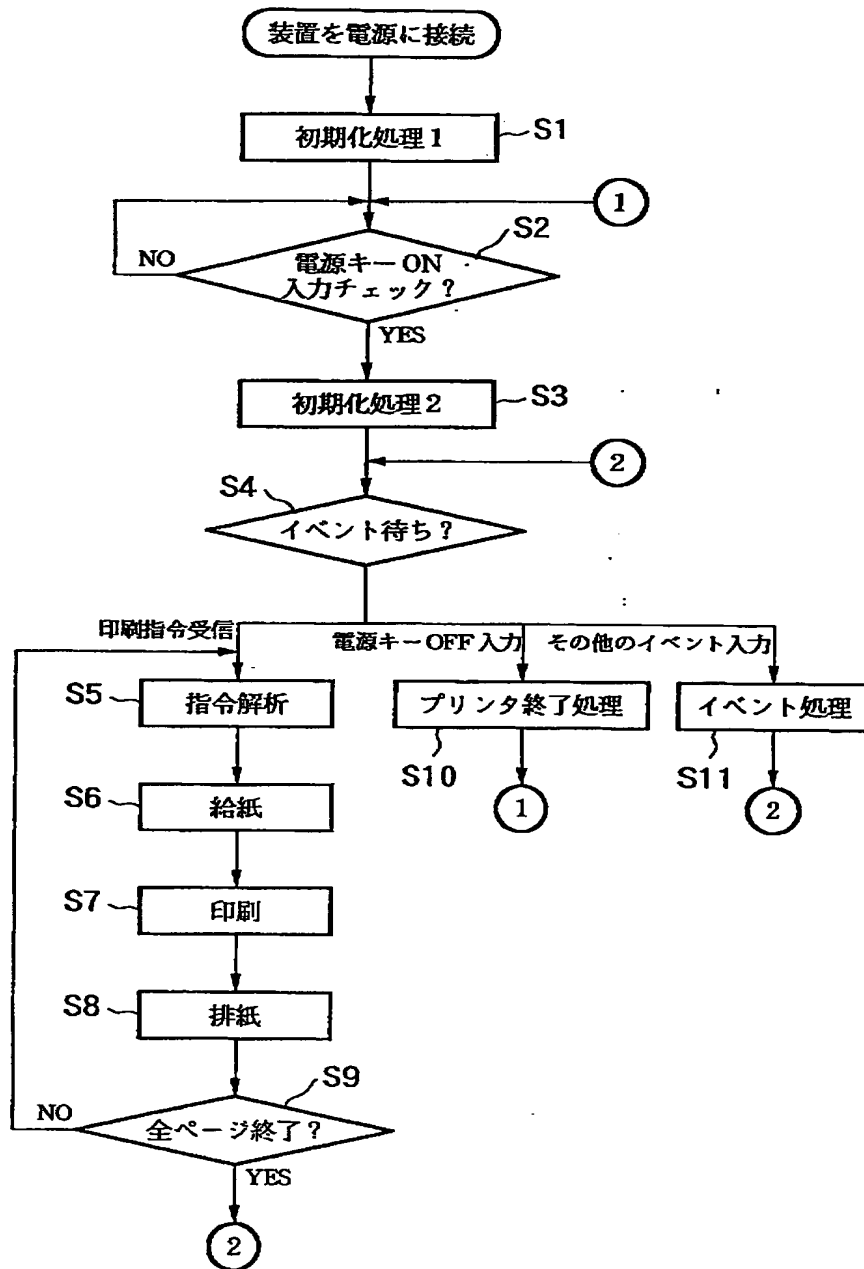 装置を電源に接続
初期化処理1
S1
1
S2
NO
電源キーON
入力チェック?
YES
初期化処理2
S3
2
S4
イベント待ち?
印刷指令受信
電源キーOFF入力
その他のイベント入力
S5
指令解析
プリンタ終了処理
イベント処理
S10
S11
S6
給紙
1
2
S7
印刷
S8
排紙
S9
NO
全ページ終了?
YES
2